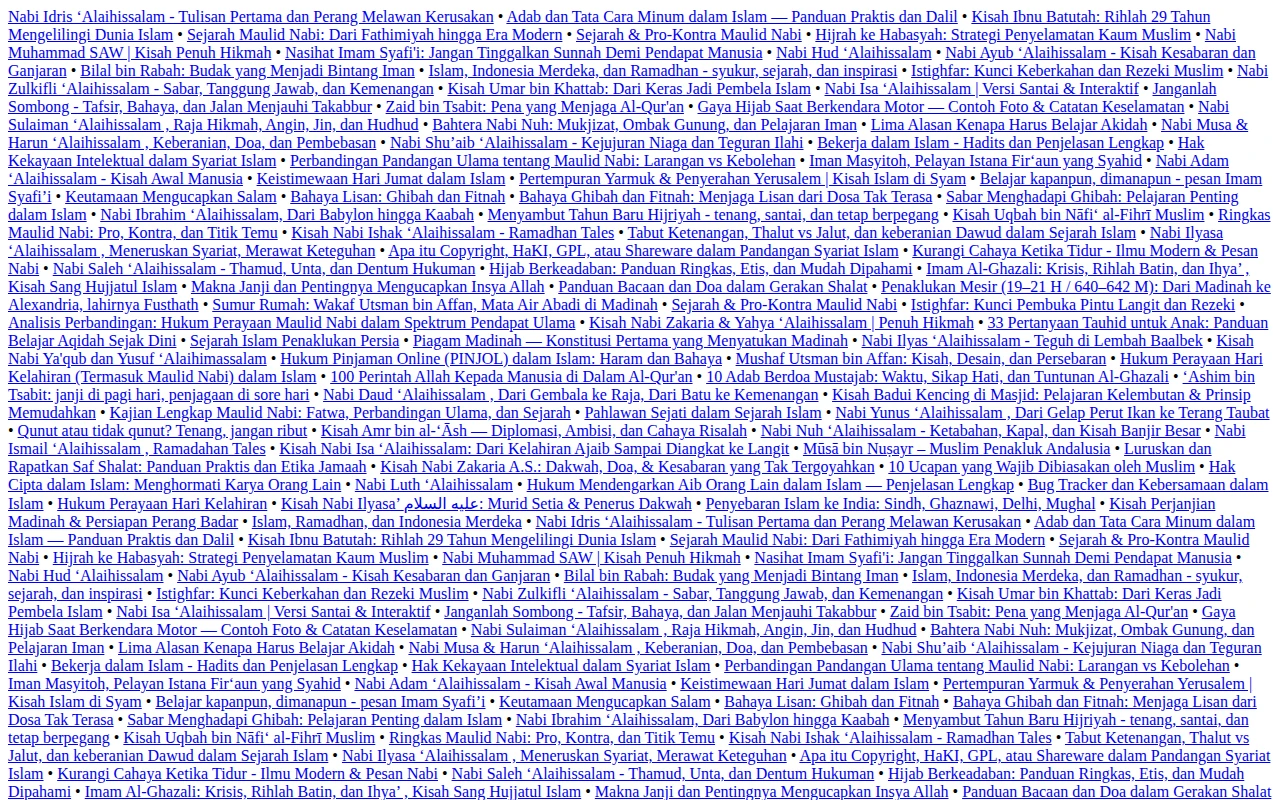 Nabi Idris ‘Alaihissalam - Tulisan Pertama dan Perang Melawan Kerusakan • Adab dan Tata Cara Minum dalam Islam — Panduan Praktis dan Dalil • Kisah Ibnu Batutah: Rihlah 29 Tahun
Mengelilingi Dunia Islam • Sejarah Maulid Nabi: Dari Fathimiyah hingga Era Modern • Sejarah & Pro-Kontra Maulid Nabi • Hijrah ke Habasyah: Strategi Penyelamatan Kaum Muslim • Nabi
Muhammad SAW | Kisah Penuh Hikmah • Nasihat Imam Syafi'i: Jangan Tinggalkan Sunnah Demi Pendapat Manusia • Nabi Hud ‘Alaihissalam • Nabi Ayub ‘Alaihissalam - Kisah Kesabaran dan
Ganjaran • Bilal bin Rabah: Budak yang Menjadi Bintang Iman • Islam, Indonesia Merdeka, dan Ramadhan - syukur, sejarah, dan inspirasi • Istighfar: Kunci Keberkahan dan Rezeki Muslim • Nabi
Zulkifli ‘Alaihissalam - Sabar, Tanggung Jawab, dan Kemenangan • Kisah Umar bin Khattab: Dari Keras Jadi Pembela Islam • Nabi Isa ‘Alaihissalam | Versi Santai & Interaktif • Janganlah
Sombong - Tafsir, Bahaya, dan Jalan Menjauhi Takabbur • Zaid bin Tsabit: Pena yang Menjaga Al-Qur'an • Gaya Hijab Saat Berkendara Motor — Contoh Foto & Catatan Keselamatan • Nabi
Sulaiman ‘Alaihissalam , Raja Hikmah, Angin, Jin, dan Hudhud • Bahtera Nabi Nuh: Mukjizat, Ombak Gunung, dan Pelajaran Iman • Lima Alasan Kenapa Harus Belajar Akidah • Nabi Musa &
Harun ‘Alaihissalam , Keberanian, Doa, dan Pembebasan • Nabi Shu’aib ‘Alaihissalam - Kejujuran Niaga dan Teguran Ilahi • Bekerja dalam Islam - Hadits dan Penjelasan Lengkap • Hak
Kekayaan Intelektual dalam Syariat Islam • Perbandingan Pandangan Ulama tentang Maulid Nabi: Larangan vs Kebolehan • Iman Masyitoh, Pelayan Istana Fir‘aun yang Syahid • Nabi Adam
‘Alaihissalam - Kisah Awal Manusia • Keistimewaan Hari Jumat dalam Islam • Pertempuran Yarmuk & Penyerahan Yerusalem | Kisah Islam di Syam • Belajar kapanpun, dimanapun - pesan Imam
Syafi’i • Keutamaan Mengucapkan Salam • Bahaya Lisan: Ghibah dan Fitnah • Bahaya Ghibah dan Fitnah: Menjaga Lisan dari Dosa Tak Terasa • Sabar Menghadapi Ghibah: Pelajaran Penting
dalam Islam • Nabi Ibrahim ‘Alaihissalam, Dari Babylon hingga Kaabah • Menyambut Tahun Baru Hijriyah - tenang, santai, dan tetap berpegang • Kisah Uqbah bin Nāfi‘ al-Fihrī Muslim • Ringkas
Maulid Nabi: Pro, Kontra, dan Titik Temu • Kisah Nabi Ishak ‘Alaihissalam - Ramadhan Tales • Tabut Ketenangan, Thalut vs Jalut, dan keberanian Dawud dalam Sejarah Islam • Nabi Ilyasa
‘Alaihissalam , Meneruskan Syariat, Merawat Keteguhan • Apa itu Copyright, HaKI, GPL, atau Shareware dalam Pandangan Syariat Islam • Kurangi Cahaya Ketika Tidur - Ilmu Modern & Pesan
Nabi • Nabi Saleh ‘Alaihissalam - Thamud, Unta, dan Dentum Hukuman • Hijab Berkeadaban: Panduan Ringkas, Etis, dan Mudah Dipahami • Imam Al-Ghazali: Krisis, Rihlah Batin, dan Ihya’ ,
Kisah Sang Hujjatul Islam • Makna Janji dan Pentingnya Mengucapkan Insya Allah • Panduan Bacaan dan Doa dalam Gerakan Shalat • Penaklukan Mesir (19–21 H / 640–642 M): Dari Madinah ke
Alexandria, lahirnya Fusthath • Sumur Rumah: Wakaf Utsman bin Affan, Mata Air Abadi di Madinah • Sejarah & Pro-Kontra Maulid Nabi • Istighfar: Kunci Pembuka Pintu Langit dan Rezeki •
Analisis Perbandingan: Hukum Perayaan Maulid Nabi dalam Spektrum Pendapat Ulama • Kisah Nabi Zakaria & Yahya ‘Alaihissalam | Penuh Hikmah • 33 Pertanyaan Tauhid untuk Anak: Panduan
Belajar Aqidah Sejak Dini • Sejarah Islam Penaklukan Persia • Piagam Madinah — Konstitusi Pertama yang Menyatukan Madinah • Nabi Ilyas ‘Alaihissalam - Teguh di Lembah Baalbek • Kisah
Nabi Ya'qub dan Yusuf ‘Alaihimassalam • Hukum Pinjaman Online (PINJOL) dalam Islam: Haram dan Bahaya • Mushaf Utsman bin Affan: Kisah, Desain, dan Persebaran • Hukum Perayaan Hari
Kelahiran (Termasuk Maulid Nabi) dalam Islam • 100 Perintah Allah Kepada Manusia di Dalam Al-Qur'an • 10 Adab Berdoa Mustajab: Waktu, Sikap Hati, dan Tuntunan Al-Ghazali • ‘Ashim bin
Tsabit: janji di pagi hari, penjagaan di sore hari • Nabi Daud ‘Alaihissalam , Dari Gembala ke Raja, Dari Batu ke Kemenangan • Kisah Badui Kencing di Masjid: Pelajaran Kelembutan & Prinsip
Memudahkan • Kajian Lengkap Maulid Nabi: Fatwa, Perbandingan Ulama, dan Sejarah • Pahlawan Sejati dalam Sejarah Islam • Nabi Yunus ‘Alaihissalam , Dari Gelap Perut Ikan ke Terang Taubat
• Qunut atau tidak qunut? Tenang, jangan ribut • Kisah Amr bin al-‘Āsh — Diplomasi, Ambisi, dan Cahaya Risalah • Nabi Nuh ‘Alaihissalam - Ketabahan, Kapal, dan Kisah Banjir Besar • Nabi
Ismail ‘Alaihissalam , Ramadahan Tales • Kisah Nabi Isa ‘Alaihissalam: Dari Kelahiran Ajaib Sampai Diangkat ke Langit • Mūsā bin Nuṣayr – Muslim Penakluk Andalusia • Luruskan dan
Rapatkan Saf Shalat: Panduan Praktis dan Etika Jamaah • Kisah Nabi Zakaria A.S.: Dakwah, Doa, & Kesabaran yang Tak Tergoyahkan • 10 Ucapan yang Wajib Dibiasakan oleh Muslim • Hak
Cipta dalam Islam: Menghormati Karya Orang Lain • Nabi Luth ‘Alaihissalam • Hukum Mendengarkan Aib Orang Lain dalam Islam — Penjelasan Lengkap • Bug Tracker dan Kebersamaan dalam
Islam • Hukum Perayaan Hari Kelahiran • Kisah Nabi Ilyasa’ عليه السلام: Murid Setia & Penerus Dakwah • Penyebaran Islam ke India: Sindh, Ghaznawi, Delhi, Mughal • Kisah Perjanjian
Madinah & Persiapan Perang Badar • Islam, Ramadhan, dan Indonesia Merdeka • Nabi Idris ‘Alaihissalam - Tulisan Pertama dan Perang Melawan Kerusakan • Adab dan Tata Cara Minum dalam
Islam — Panduan Praktis dan Dalil • Kisah Ibnu Batutah: Rihlah 29 Tahun Mengelilingi Dunia Islam • Sejarah Maulid Nabi: Dari Fathimiyah hingga Era Modern • Sejarah & Pro-Kontra Maulid
Nabi • Hijrah ke Habasyah: Strategi Penyelamatan Kaum Muslim • Nabi Muhammad SAW | Kisah Penuh Hikmah • Nasihat Imam Syafi'i: Jangan Tinggalkan Sunnah Demi Pendapat Manusia •
Nabi Hud ‘Alaihissalam • Nabi Ayub ‘Alaihissalam - Kisah Kesabaran dan Ganjaran • Bilal bin Rabah: Budak yang Menjadi Bintang Iman • Islam, Indonesia Merdeka, dan Ramadhan - syukur,
sejarah, dan inspirasi • Istighfar: Kunci Keberkahan dan Rezeki Muslim • Nabi Zulkifli ‘Alaihissalam - Sabar, Tanggung Jawab, dan Kemenangan • Kisah Umar bin Khattab: Dari Keras Jadi
Pembela Islam • Nabi Isa ‘Alaihissalam | Versi Santai & Interaktif • Janganlah Sombong - Tafsir, Bahaya, dan Jalan Menjauhi Takabbur • Zaid bin Tsabit: Pena yang Menjaga Al-Qur'an • Gaya
Hijab Saat Berkendara Motor — Contoh Foto & Catatan Keselamatan • Nabi Sulaiman ‘Alaihissalam , Raja Hikmah, Angin, Jin, dan Hudhud • Bahtera Nabi Nuh: Mukjizat, Ombak Gunung, dan
Pelajaran Iman • Lima Alasan Kenapa Harus Belajar Akidah • Nabi Musa & Harun ‘Alaihissalam , Keberanian, Doa, dan Pembebasan • Nabi Shu’aib ‘Alaihissalam - Kejujuran Niaga dan Teguran
Ilahi • Bekerja dalam Islam - Hadits dan Penjelasan Lengkap • Hak Kekayaan Intelektual dalam Syariat Islam • Perbandingan Pandangan Ulama tentang Maulid Nabi: Larangan vs Kebolehan •
Iman Masyitoh, Pelayan Istana Fir‘aun yang Syahid • Nabi Adam ‘Alaihissalam - Kisah Awal Manusia • Keistimewaan Hari Jumat dalam Islam • Pertempuran Yarmuk & Penyerahan Yerusalem |
Kisah Islam di Syam • Belajar kapanpun, dimanapun - pesan Imam Syafi’i • Keutamaan Mengucapkan Salam • Bahaya Lisan: Ghibah dan Fitnah • Bahaya Ghibah dan Fitnah: Menjaga Lisan dari
Dosa Tak Terasa • Sabar Menghadapi Ghibah: Pelajaran Penting dalam Islam • Nabi Ibrahim ‘Alaihissalam, Dari Babylon hingga Kaabah • Menyambut Tahun Baru Hijriyah - tenang, santai, dan
tetap berpegang • Kisah Uqbah bin Nāfi‘ al-Fihrī Muslim • Ringkas Maulid Nabi: Pro, Kontra, dan Titik Temu • Kisah Nabi Ishak ‘Alaihissalam - Ramadhan Tales • Tabut Ketenangan, Thalut vs
Jalut, dan keberanian Dawud dalam Sejarah Islam • Nabi Ilyasa ‘Alaihissalam , Meneruskan Syariat, Merawat Keteguhan • Apa itu Copyright, HaKI, GPL, atau Shareware dalam Pandangan Syariat
Islam • Kurangi Cahaya Ketika Tidur - Ilmu Modern & Pesan Nabi • Nabi Saleh ‘Alaihissalam - Thamud, Unta, dan Dentum Hukuman • Hijab Berkeadaban: Panduan Ringkas, Etis, dan Mudah
Dipahami • Imam Al-Ghazali: Krisis, Rihlah Batin, dan Ihya’ , Kisah Sang Hujjatul Islam • Makna Janji dan Pentingnya Mengucapkan Insya Allah • Panduan Bacaan dan Doa dalam Gerakan Shalat